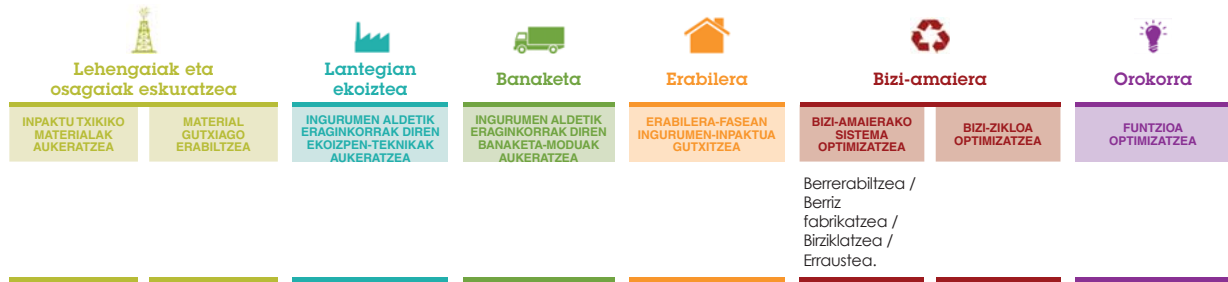 Lehengaiak eta
osagaiak eskuratzea
Lantegian
ekoiztea
Banaketa
Erabilera
Bizi-amaiera
Orokorra
INPAKTU TXIKIKO
MATERIALAK
AUKERATZEA
MATERIAL
GUTXIAGO
ERABILTZEA
INGURUMEN ALDETIK
ERAGINKORRAK DIREN
EKOIZPEN-TEKNIKAK
AUKERATZEA
INGURUMEN ALDETIK
ERAGINKORRAK DIREN
BANAKETA-MODUAK
AUKERATZEA
ERABILERA-FASEAN
INGURUMEN-INPAKTUA
GUTXITZEA
BIZI-AMAIERAKO
SISTEMA
OPTIMIZATZEA
BIZI-ZIKLOA
OPTIMIZATZEA
FUNTZIOA
OPTIMIZATZEA
Berrerabiltzea /
Berriz
fabrikatzea /
Birziklatzea /
Erraustea.